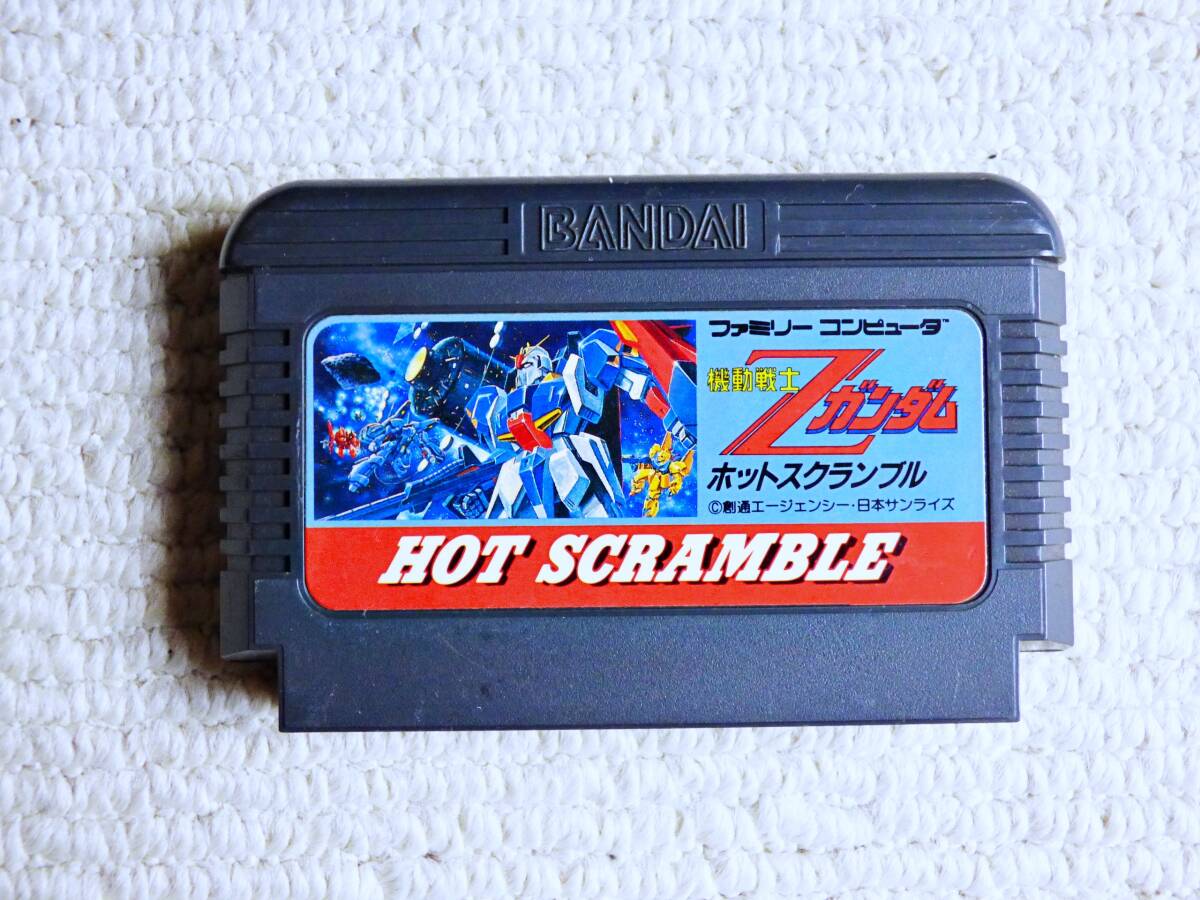 BANDAI
ファミリー コンピュータ™
機動戦士
Zガンダム
ホットスクランブル
©創通エージェンシー・日本サンライズ
HOT SCRAMBLE